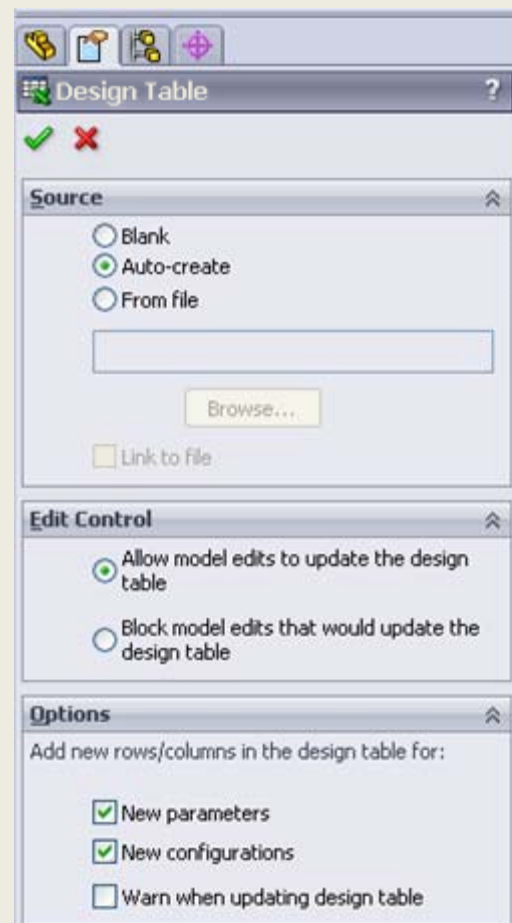 Design Table
?
Source
Blank
Auto-create
From file
Browse...
Link to file
Edit Control
Allow model edits to update the design
table
Block model edits that would update the
design table
Options
Add new rows/columns in the design table for:
New parameters
New configurations
Warn when updating design table